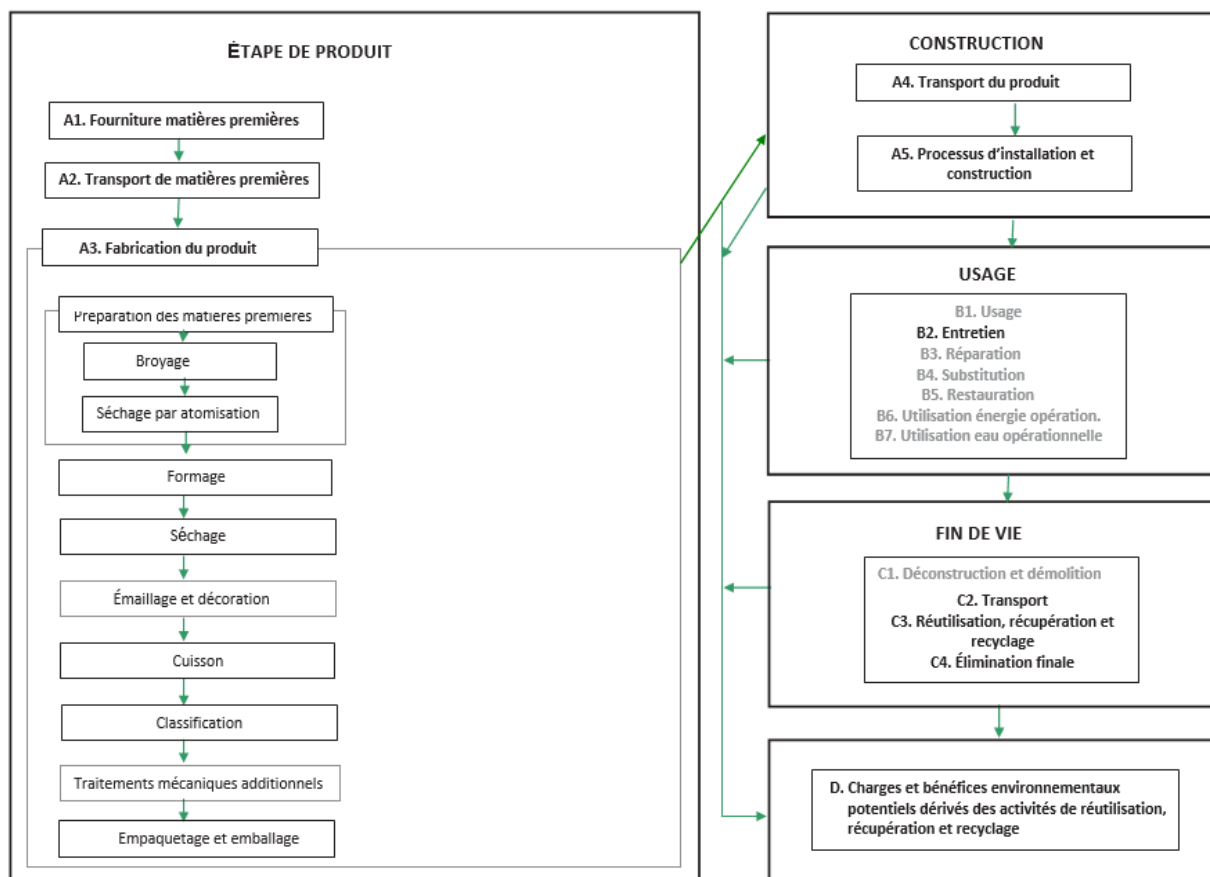 ÉTAPE DE PRODUIT
A1. Fourniture matières premières
A2. Transport de matières premières
A3. Fabrication du produit
Préparation des matières premières
Broyage
Séchage par atomisation
Formage
Séchage
Émaillage et décoration
Cuisson
Classification
Traitements mécaniques additionnels
Empaquetage et emballage
CONSTRUCTION
A4. Transport du produit
A5. Processus d'installation et
construction
USAGE
B1. Usage
B2. Entretien
B3. Réparation
B4. Substitution
B5. Restauration
B6. Utilisation énergie opération.
B7. Utilisation eau opérationnelle
FIN DE VIE
C1. Déconstruction et démolition
C2. Transport
C3. Réutilisation, récupération et
recyclage
C4. Élimination finale
D. Charges et bénéfices environnementaux
potentiels dérivés des activités de réutilisation,
récupération et recyclage